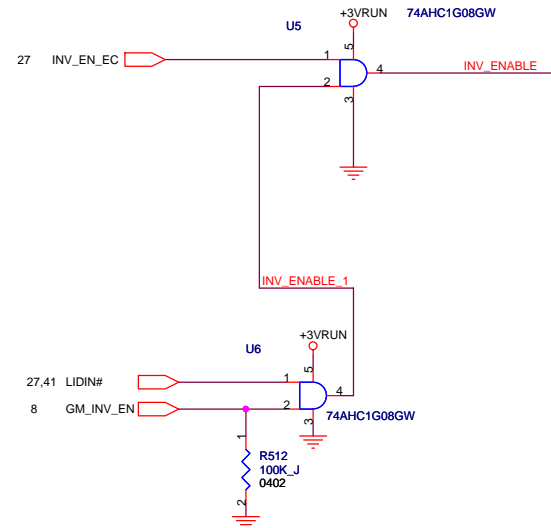 +3VRUN 74AHC1G08GW
U5
5
27 INV_EN_EC 1
4 INV_ENABLE
2
3
INV_ENABLE_1
+3VRUN
U6
5
27,41 LIDIN# 1
4
8 GM_INV_EN 2
74AHC1G08GW
3
1
R512
100K_J
0402
2